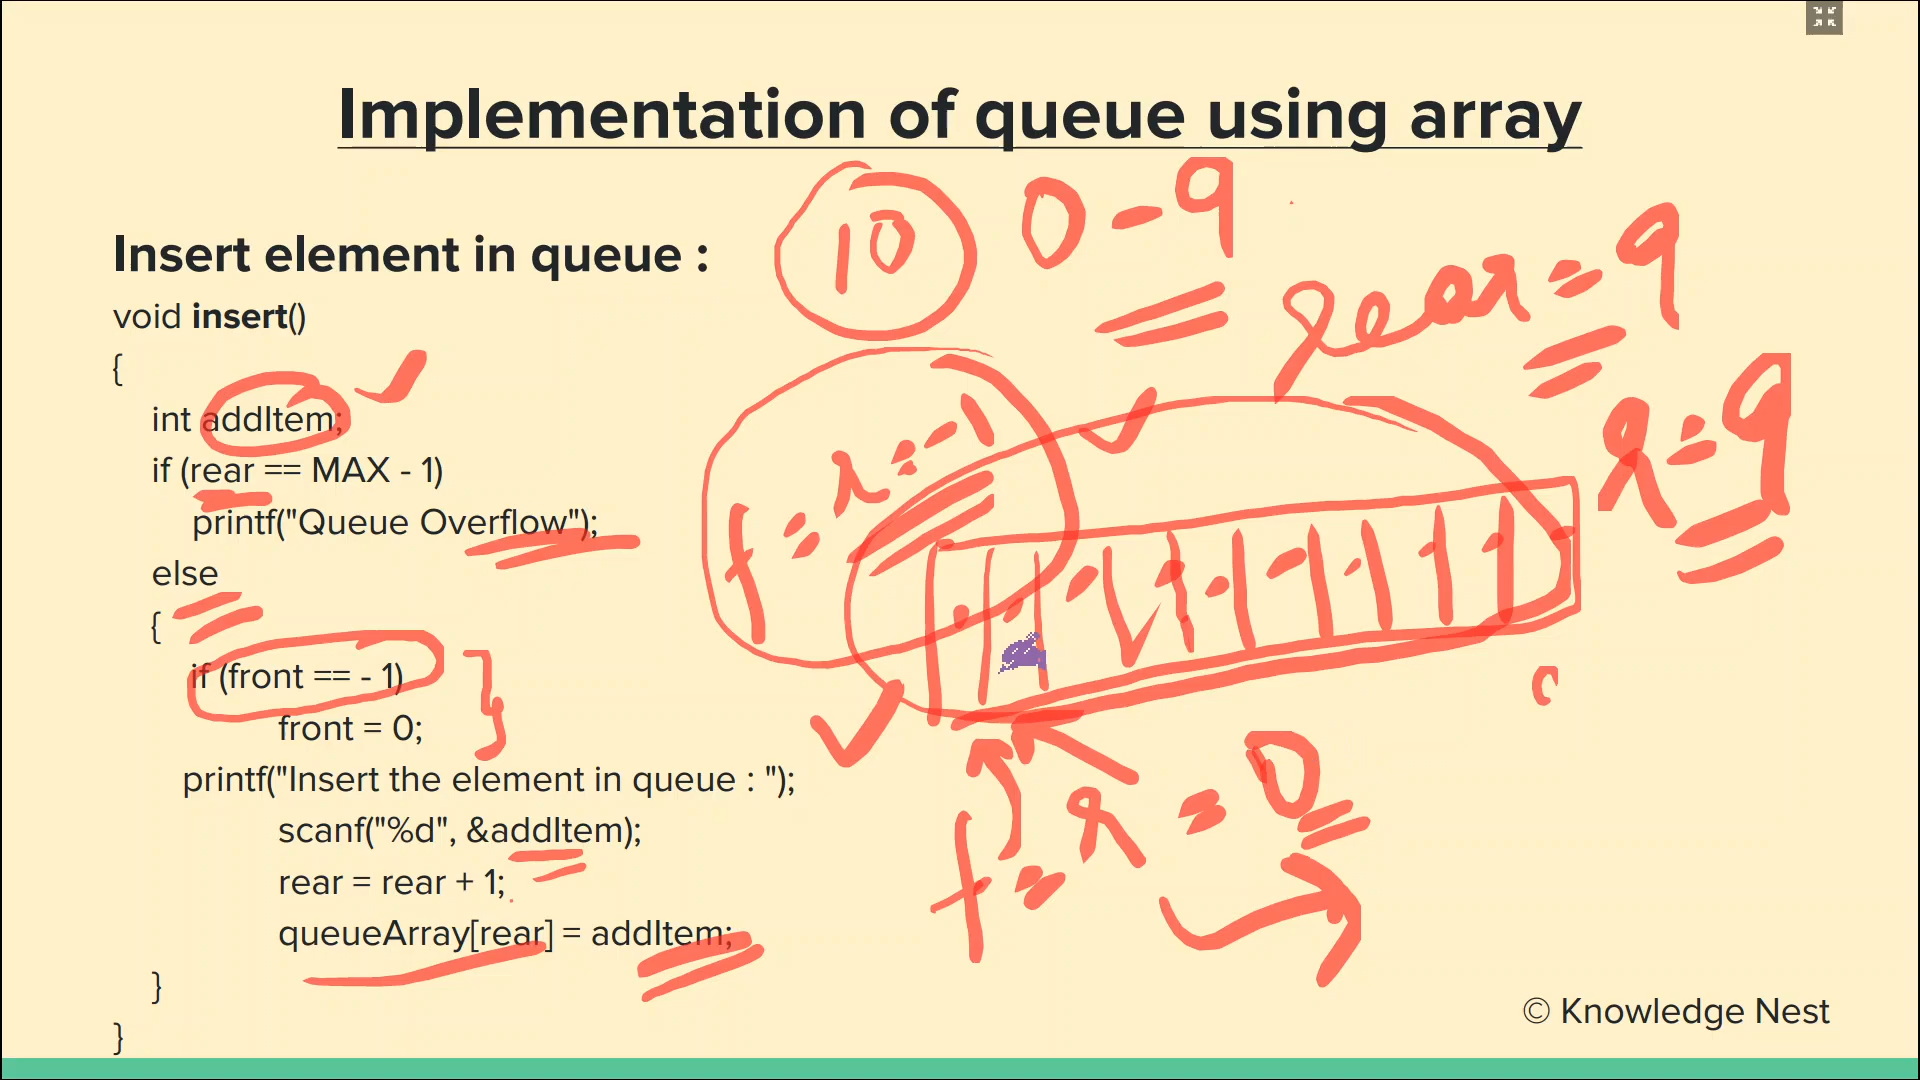 Implementation of queue using array
10
0 - 9
rear = 9
r = 9
Insert element in queue :
void insert()
{
int addItem;
if (rear == MAX - 1)
printf("Queue Overflow");
else
{
if (front == - 1)
front = 0;
printf("Insert the element in queue : ");
scanf("%d", &addItem);
rear = rear + 1;
queueArray[rear] = addItem;
}
}
f = r = -1
f = r = 0
© Knowledge Nest